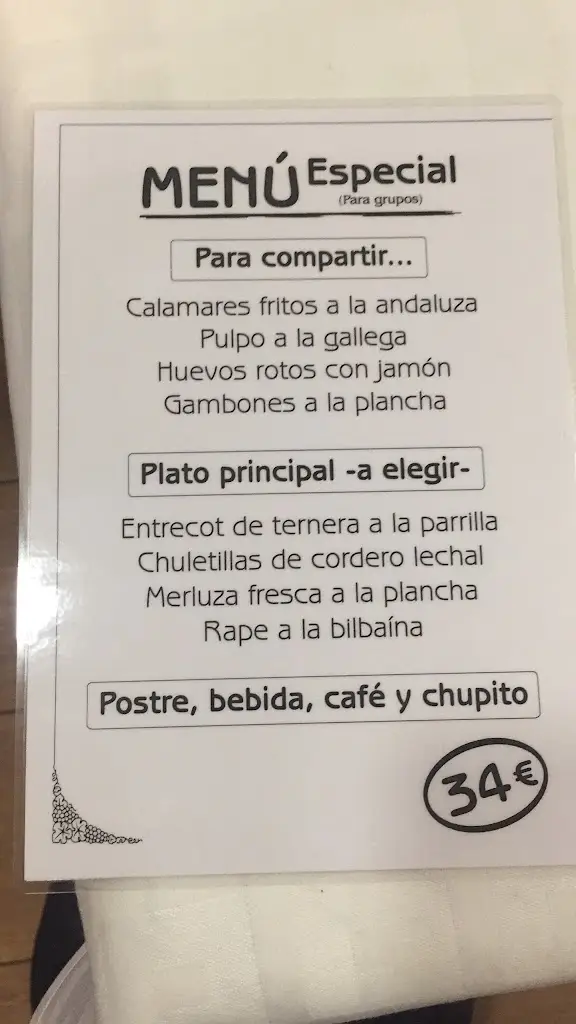 MENÚ Especial
(Para grupos)
Para compartir...
Calamares fritos a la andaluza
Pulpo a la gallega
Huevos rotos con jamón
Gambones a la plancha
Plato principal -a elegir-
Entrecot de ternera a la parrilla
Chuletillas de cordero lechal
Merluza fresca a la plancha
Rape a la bilbaína
Postre, bebida, café y chupito
34€